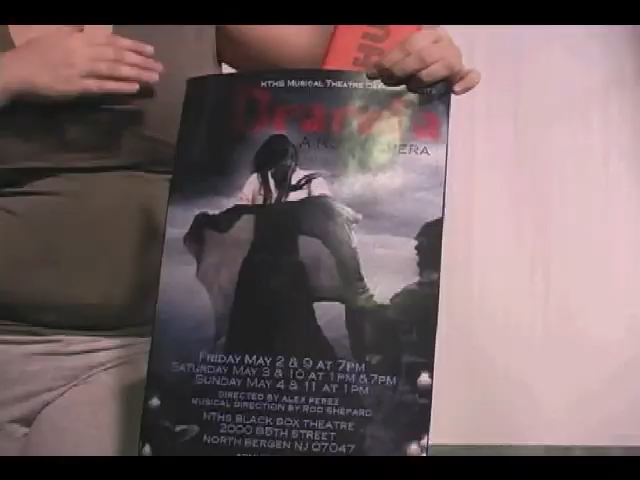 HU
NTHS Musical Theatre
Dracula
A
Friday May 2 & 9 at 7pm
Saturday May 3 & 10 at 1pm & 7pm
Sunday May 4 & 11 at 1pm
Directed by Alex Perez
Musical Direction by Rod Shepard
NTHS Black Box Theatre
2000 85th Street
North Bergen NJ 07047